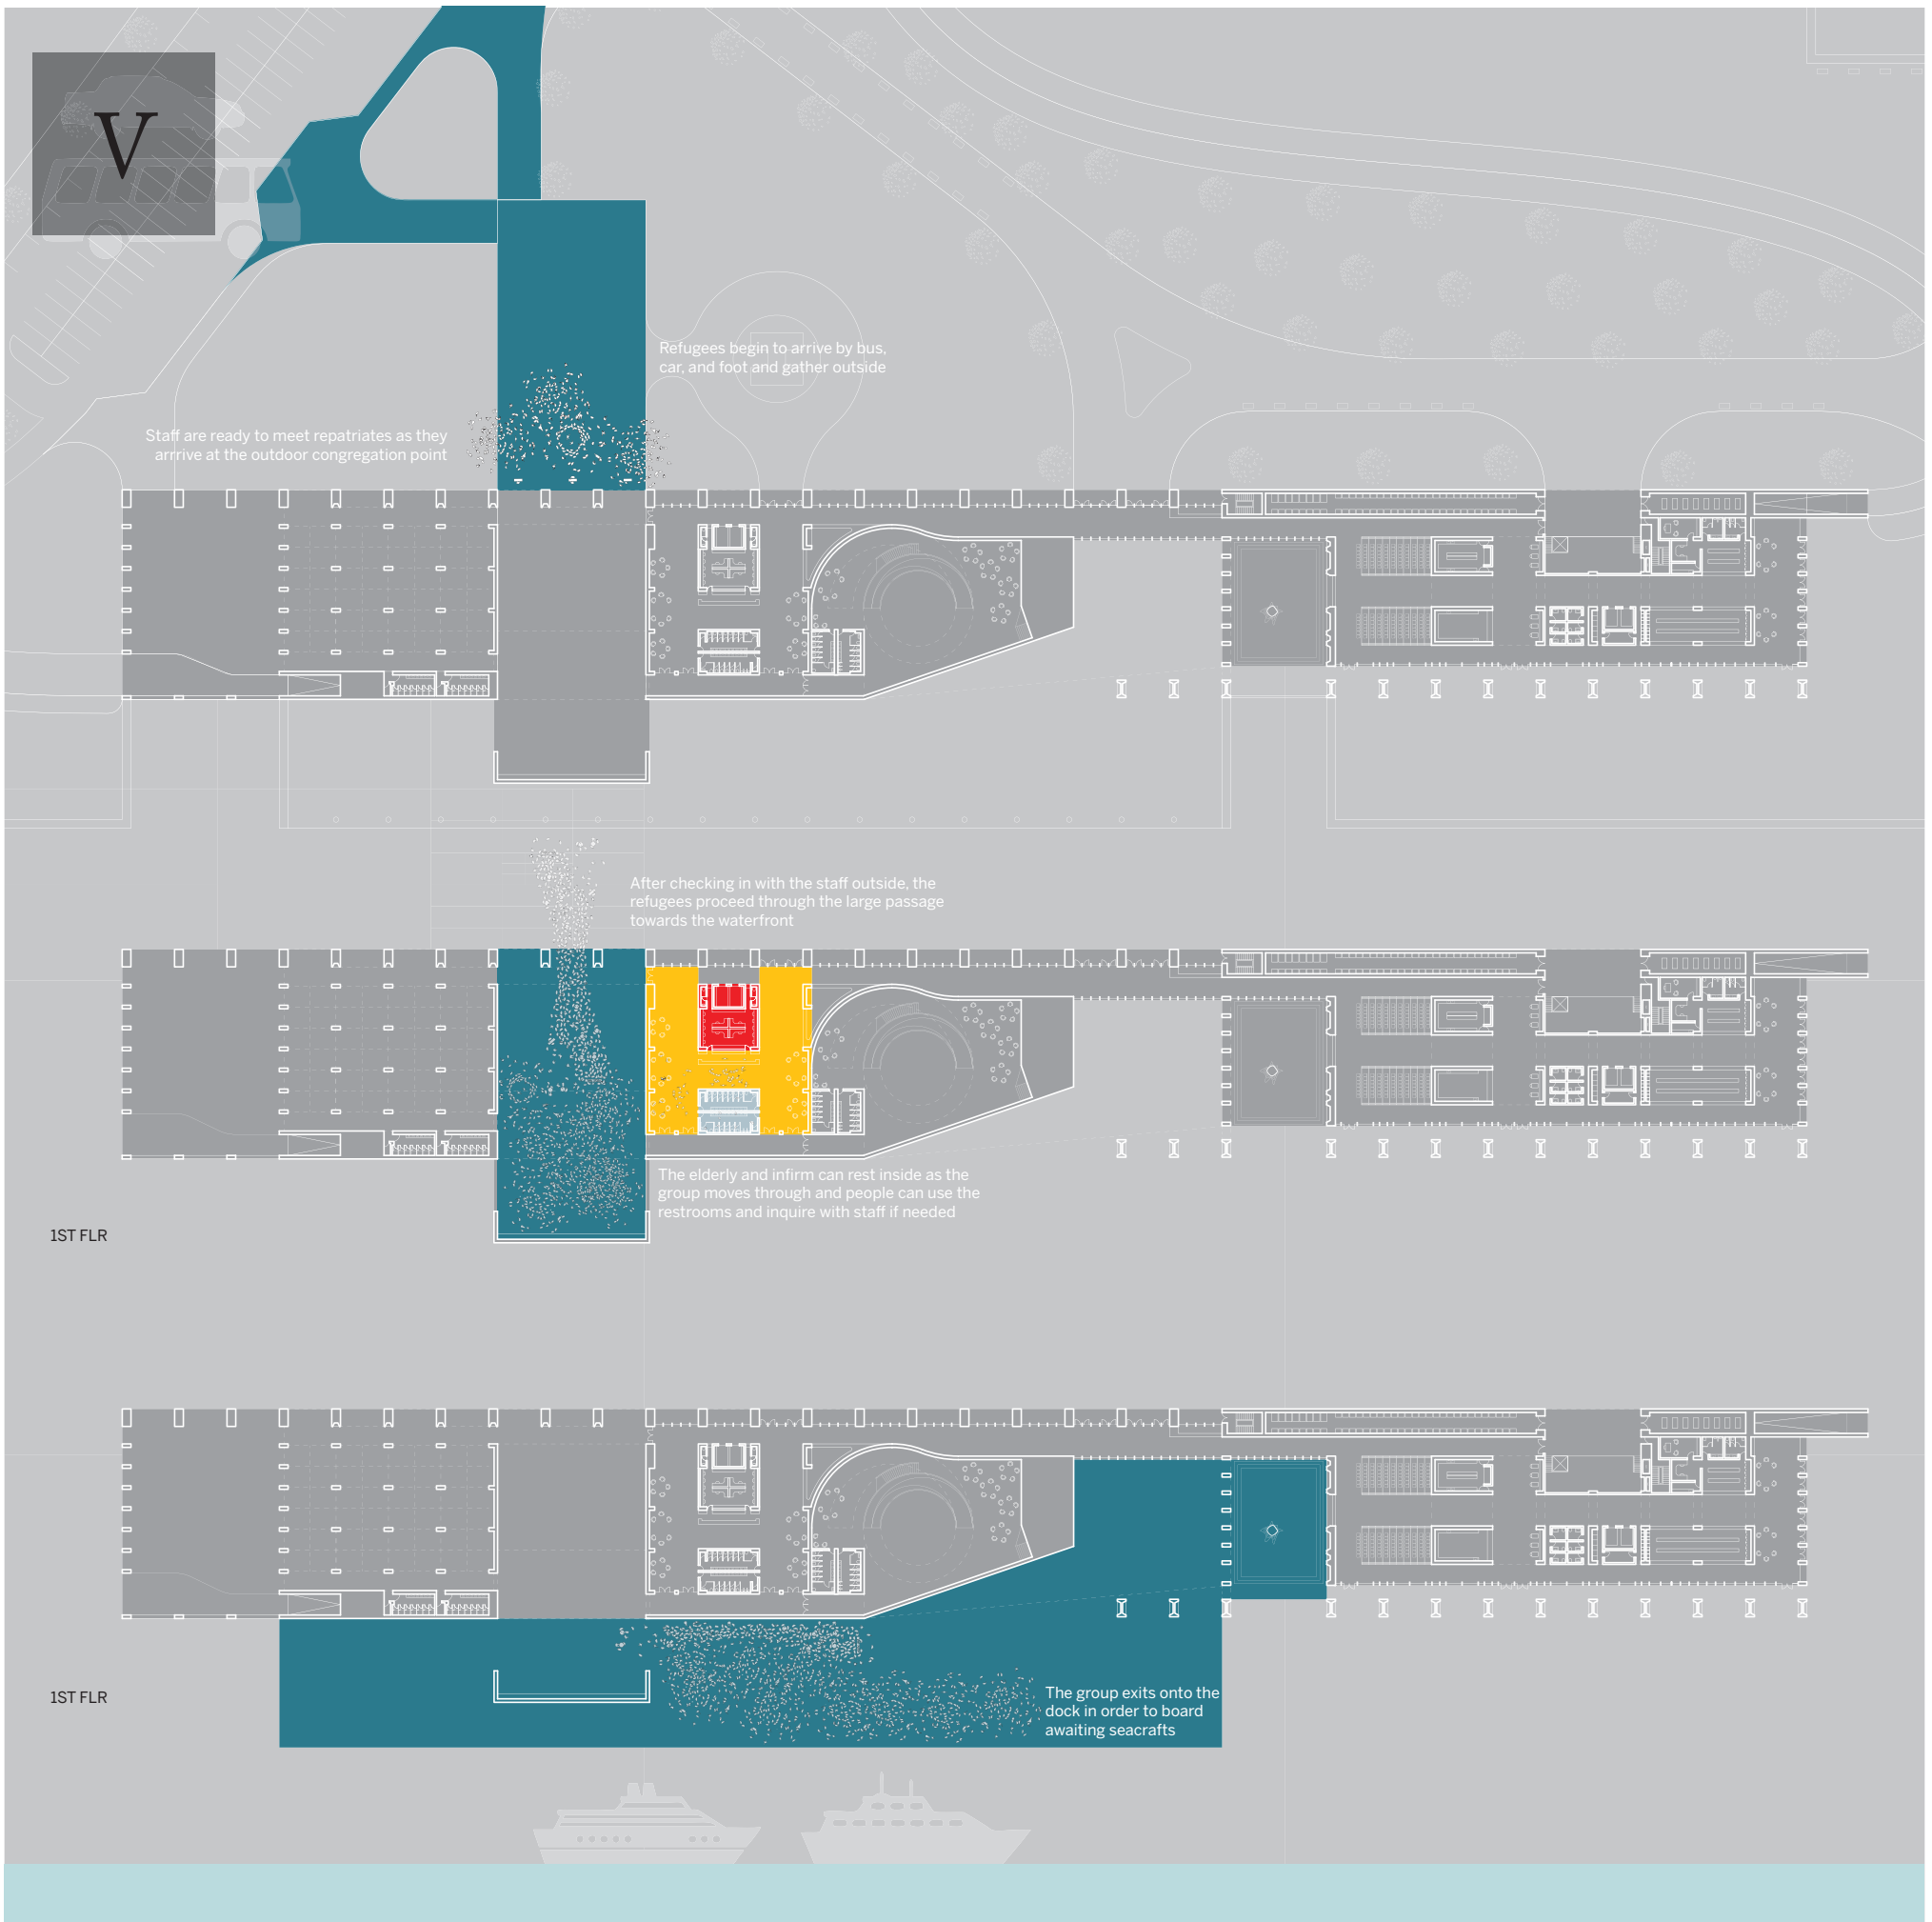 V
Refugees begin to arrive by bus,
car, and foot and gather outside
Staff are ready to meet repatriates as they
arrrive at the outdoor congregation point
After checking in with the staff outside, the
refugees proceed through the large passage
towards the waterfront
The elderly and infirm can rest inside as the
group moves through and people can use the
restrooms and inquire with staff if needed
1ST FLR
The group exits onto the
dock in order to board
awaiting seacrafts
1ST FLR